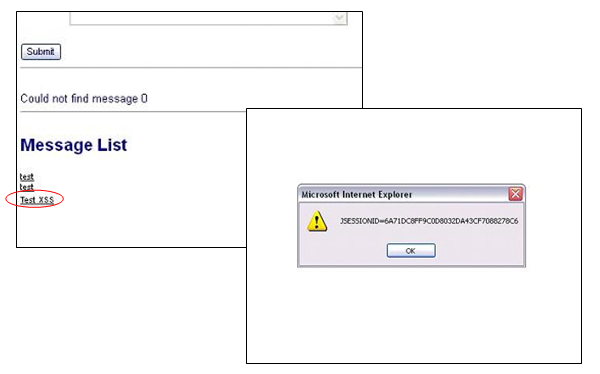 Submit
Could not find message 0
Message List
test
test
Test XSS
Microsoft Internet Explorer
JSESSIONID=6A71DC8FF9C0D8032DA43CF7088278C6
OK